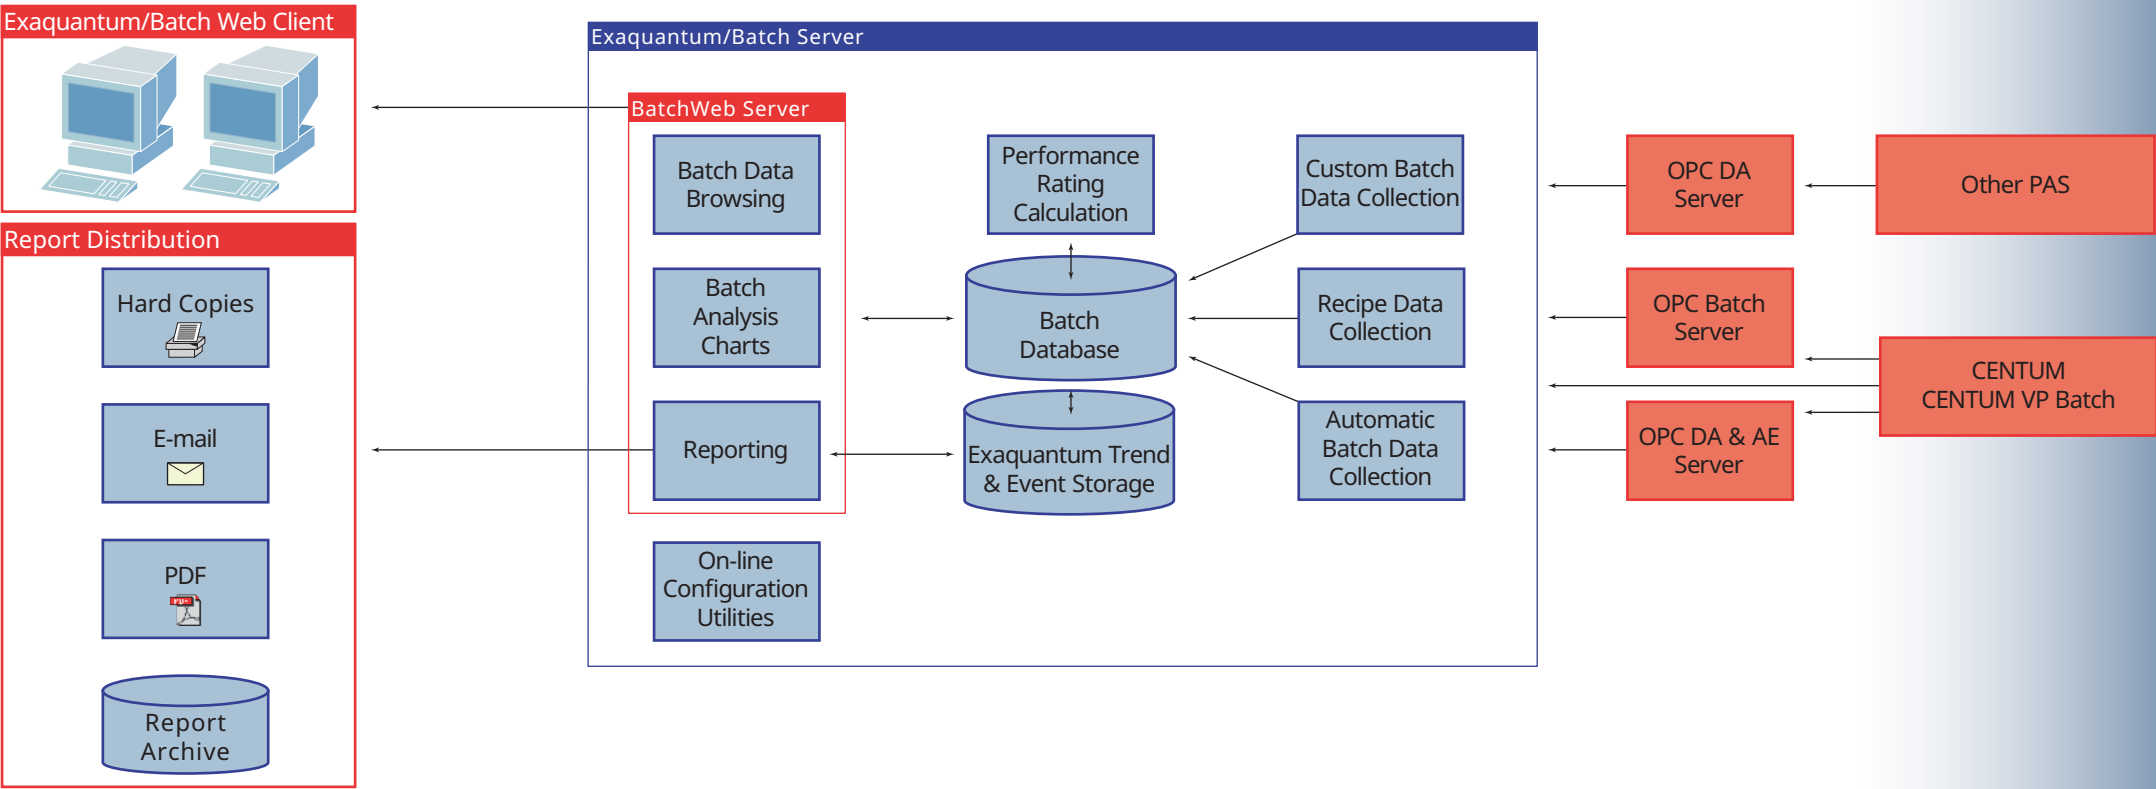 Exaquantum/Batch Web Client
Report Distribution
Hard Copies
E-mail
PDF
Report
Archive
Exaquantum/Batch Server
BatchWeb Server
Batch Data
Browsing
Batch
Analysis
Charts
Reporting
On-line
Configuration
Utilities
Performance
Rating
Calculation
Batch
Database
Exaquantum Trend
& Event Storage
Custom Batch
Data Collection
Recipe Data
Collection
Automatic
Batch Data
Collection
OPC DA
Server
OPC Batch
Server
OPC DA & AE
Server
Other PAS
CENTUM
CENTUM VP Batch